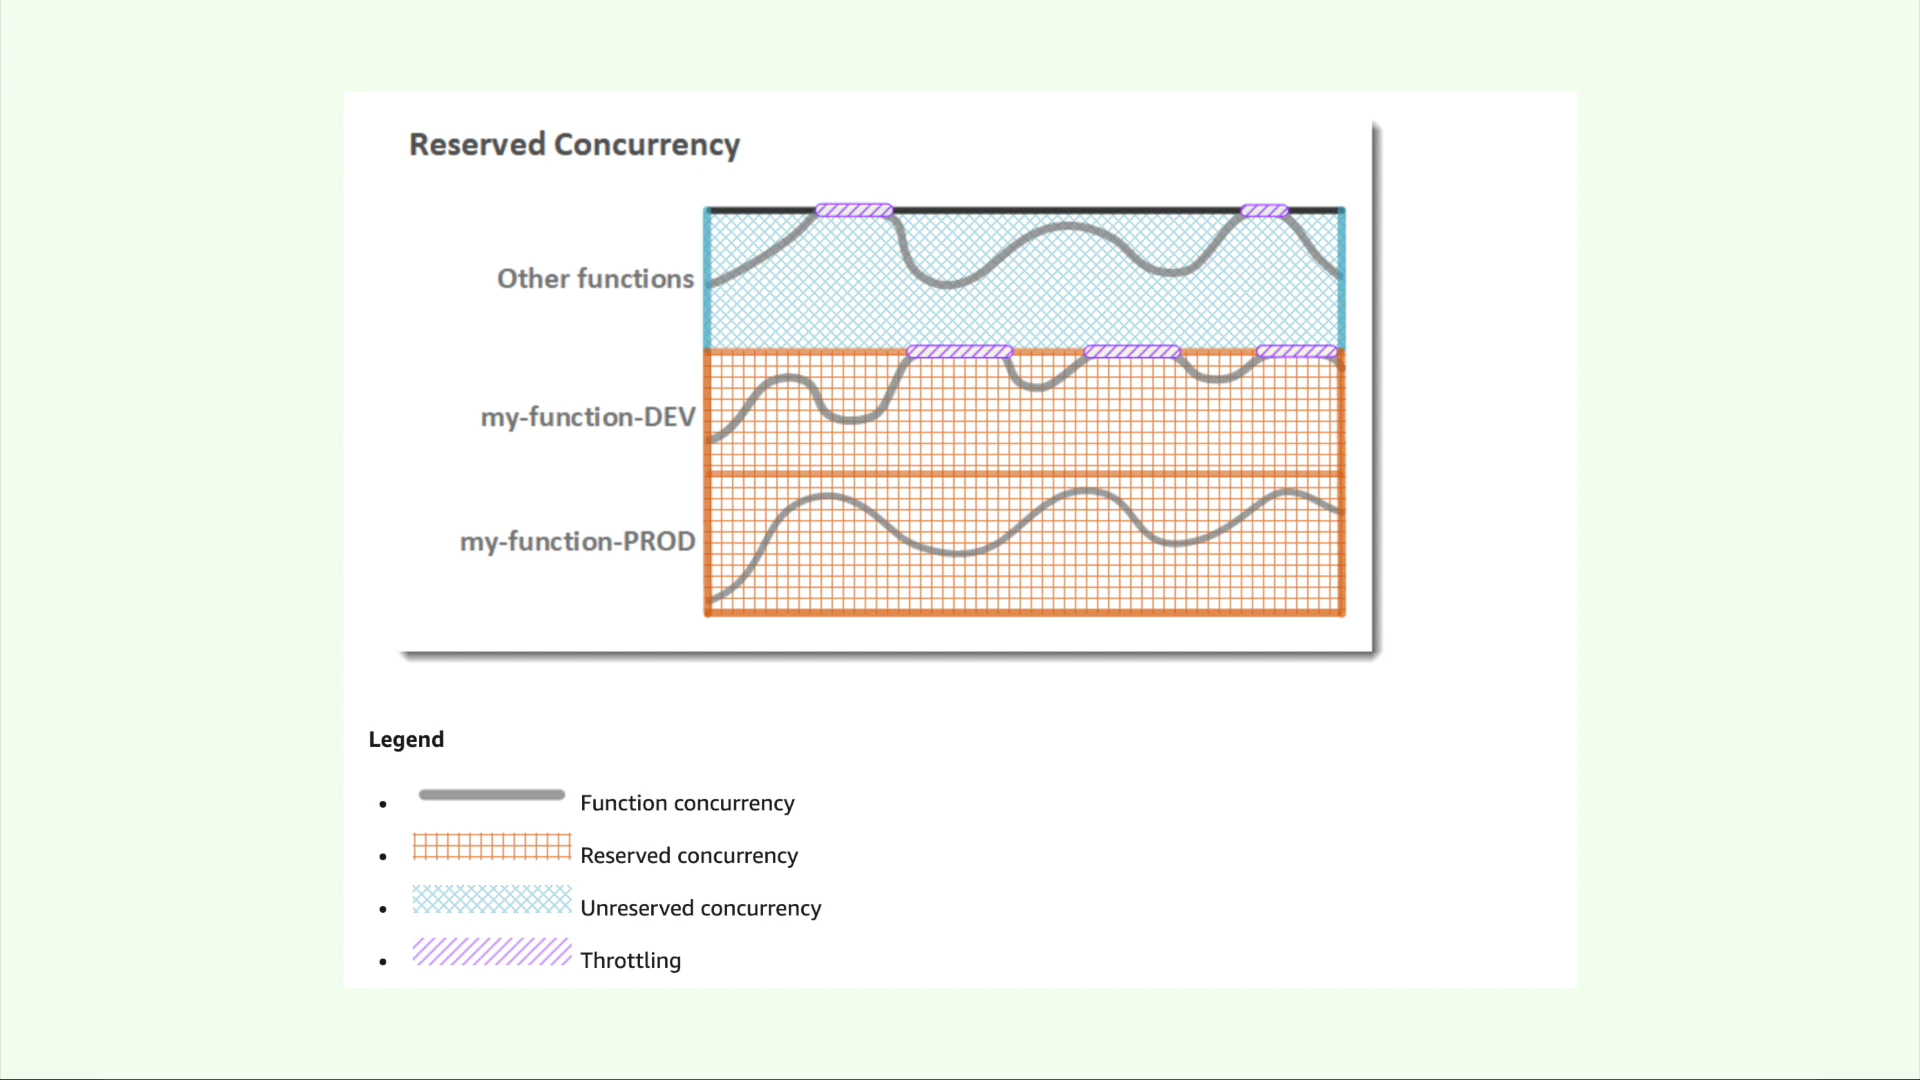 Reserved Concurrency
Other functions
my-function-DEV
my-function-PROD
Legend
Function concurrency
Reserved concurrency
Unreserved concurrency
Throttling